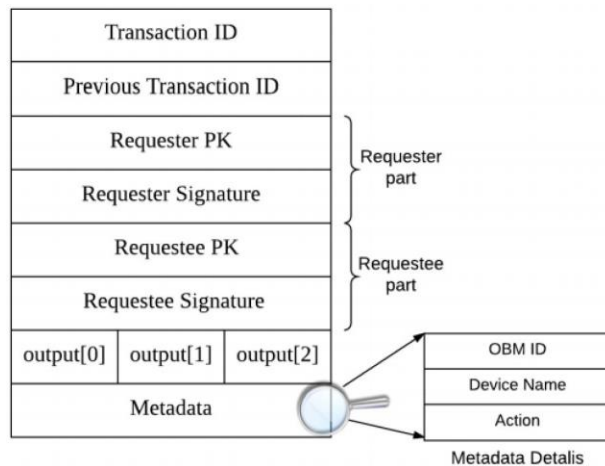 Transaction ID
Previous Transaction ID
Requester PK
Requester Signature
Requester
part
Requestee PK
Requestee Signature
Requestee
part
output[0] output[1] output[2]
Metadata
OBM ID
Device Name
Action
Metadata Detalis